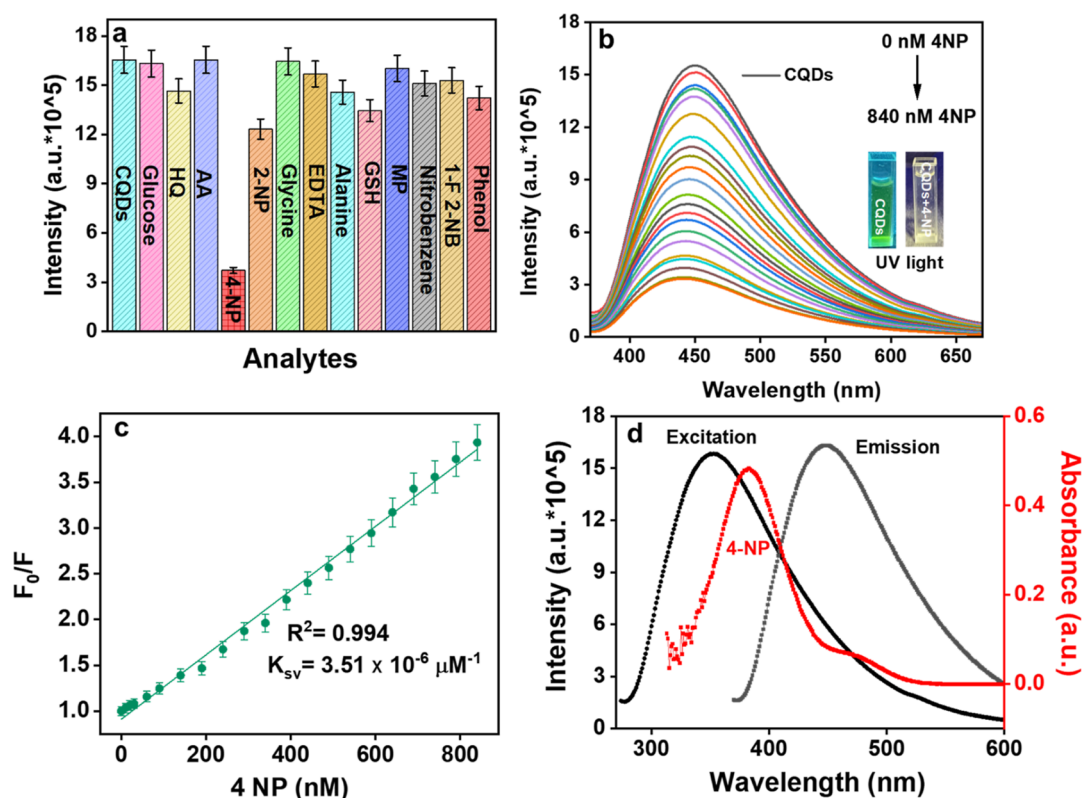 a
Intensity (a.u.*10^5)
18
15
12
9
6
3
0
CQDs
Glucose
HQ
AA
4-NP
2-NP
Glycine
EDTA
Alanine
GSH
MP
Nitrobenzene
1-F 2-NB
Phenol
Analytes
b
Intensity (a.u.*10^5)
18
15
12
9
6
3
0
CQDs
0 nM 4NP
840 nM 4NP
CQDs
CQDs+4-NP
UV light
400 450 500 550 600 650
Wavelength (nm)
c
F0/F
4.0
3.5
3.0
2.5
2.0
1.5
1.0
R2= 0.994
Ksv= 3.51 x 10-6 μM-1
0 200 400 600 800
4 NP (nM)
d
Intensity (a.u.*10^5)
18
15
12
9
6
3
0
Excitation
Emission
4-NP
0.6
0.4
0.2
0.0
Absorbance (a.u.)
300 400 500 600
Wavelength (nm)